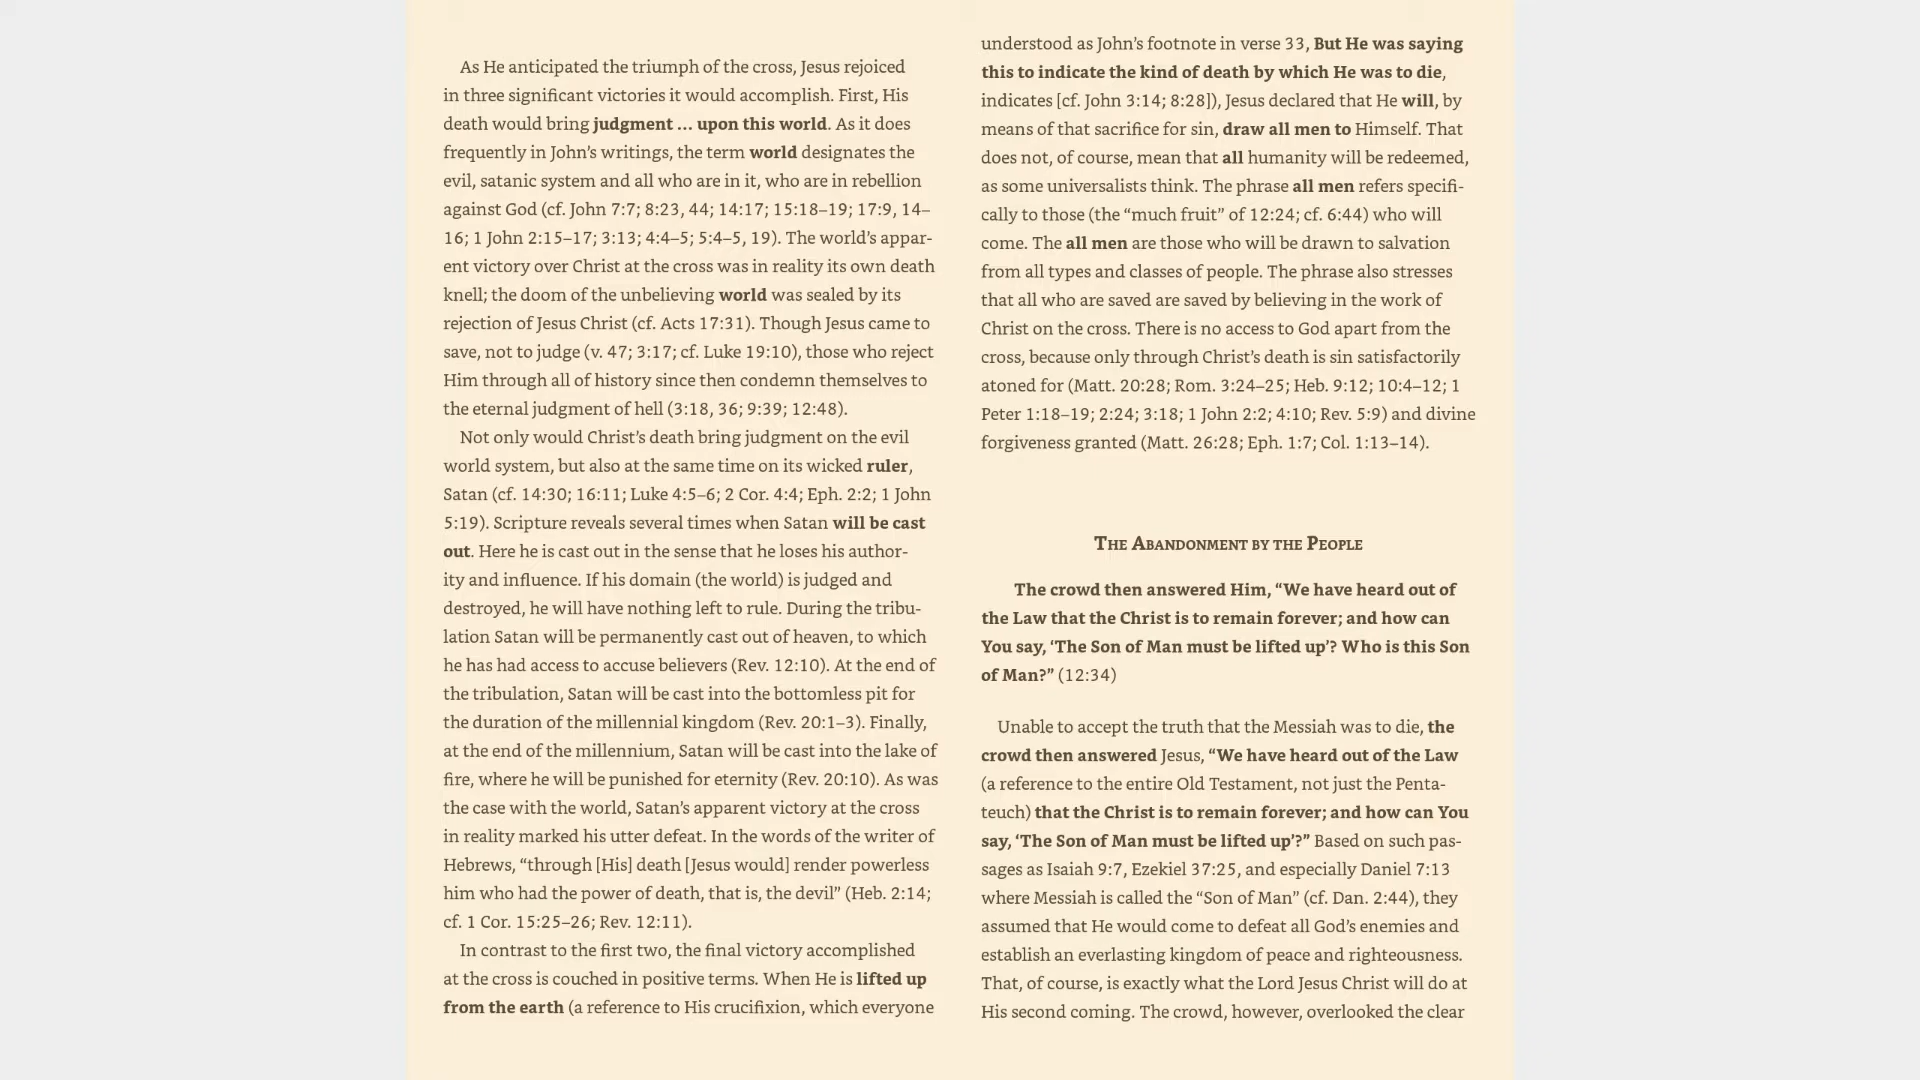 As He anticipated the triumph of the cross, Jesus rejoiced
in three significant victories it would accomplish. First, His
death would bring judgment … upon this world. As it does
frequently in John’s writings, the term world designates the
evil, satanic system and all who are in it, who are in rebellion
against God (cf. John 7:7; 8:23, 44; 14:17; 15:18–19; 17:9, 14–
16; 1 John 2:15–17; 3:13; 4:4–5; 5:4–5, 19). The world’s appar-
ent victory over Christ at the cross was in reality its own death
knell; the doom of the unbelieving world was sealed by its
rejection of Jesus Christ (cf. Acts 17:31). Though Jesus came to
save, not to judge (v. 47; 3:17; cf. Luke 19:10), those who reject
Him through all of history since then condemn themselves to
the eternal judgment of hell (3:18, 36; 9:39; 12:48).
Not only would Christ’s death bring judgment on the evil
world system, but also at the same time on its wicked ruler,
Satan (cf. 14:30; 16:11; Luke 4:5–6; 2 Cor. 4:4; Eph. 2:2; 1 John
5:19). Scripture reveals several times when Satan will be cast
out. Here he is cast out in the sense that he loses his author-
ity and influence. If his domain (the world) is judged and
destroyed, he will have nothing left to rule. During the tribu-
lation Satan will be permanently cast out of heaven, to which
he has had access to accuse believers (Rev. 12:10). At the end of
the tribulation, Satan will be cast into the bottomless pit for
the duration of the millennial kingdom (Rev. 20:1–3). Finally,
at the end of the millennium, Satan will be cast into the lake of
fire, where he will be punished for eternity (Rev. 20:10). As was
the case with the world, Satan’s apparent victory at the cross
in reality marked his utter defeat. In the words of the writer of
Hebrews, “through [His] death [Jesus would] render powerless
him who had the power of death, that is, the devil” (Heb. 2:14;
cf. 1 Cor. 15:25–26; Rev. 12:11).
In contrast to the first two, the final victory accomplished
at the cross is couched in positive terms. When He is lifted up
from the earth (a reference to His crucifixion, which everyone
understood as John’s footnote in verse 33, But He was saying
this to indicate the kind of death by which He was to die,
indicates [cf. John 3:14; 8:28]), Jesus declared that He will, by
means of that sacrifice for sin, draw all men to Himself. That
does not, of course, mean that all humanity will be redeemed,
as some universalists think. The phrase all men refers specifi-
cally to those (the “much fruit” of 12:24; cf. 6:44) who will
come. The all men are those who will be drawn to salvation
from all types and classes of people. The phrase also stresses
that all who are saved are saved by believing in the work of
Christ on the cross. There is no access to God apart from the
cross, because only through Christ’s death is sin satisfactorily
atoned for (Matt. 20:28; Rom. 3:24–25; Heb. 9:12; 10:4–12; 1
Peter 1:18–19; 2:24; 3:18; 1 John 2:2; 4:10; Rev. 5:9) and divine
forgiveness granted (Matt. 26:28; Eph. 1:7; Col. 1:13–14).
The Abandonment by the People
The crowd then answered Him, “We have heard out of
the Law that the Christ is to remain forever; and how can
You say, ‘The Son of Man must be lifted up’? Who is this Son
of Man?” (12:34)
Unable to accept the truth that the Messiah was to die, the
crowd then answered Jesus, “We have heard out of the Law
(a reference to the entire Old Testament, not just the Penta-
teuch) that the Christ is to remain forever; and how can You
say, ‘The Son of Man must be lifted up’?” Based on such pas-
sages as Isaiah 9:7, Ezekiel 37:25, and especially Daniel 7:13
where Messiah is called the “Son of Man” (cf. Dan. 2:44), they
assumed that He would come to defeat all God’s enemies and
establish an everlasting kingdom of peace and righteousness.
That, of course, is exactly what the Lord Jesus Christ will do at
His second coming. The crowd, however, overlooked the clear